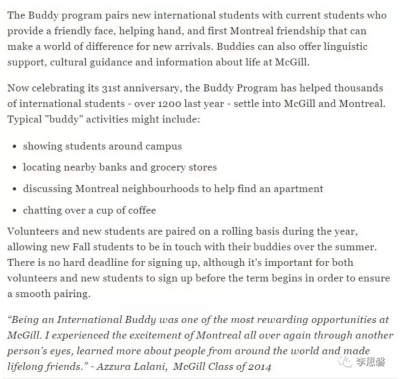 The Buddy program pairs new international students with current students who
provide a friendly face, helping hand, and first Montreal friendship that can
make a world of difference for new arrivals. Buddies can also offer linguistic
support, cultural guidance and information about life at McGill.
Now celebrating its 31st anniversary, the Buddy Program has helped thousands
of international students - over 1200 last year - settle into McGill and Montreal.
Typical "buddy" activities might include:
• showing students around campus
• locating nearby banks and grocery stores
• discussing Montreal neighbourhoods to help find an apartment
• chatting over a cup of coffee
Volunteers and new students are paired on a rolling basis during the year,
allowing new Fall students to be in touch with their buddies over the summer.
There is no hard deadline for signing up, although it's important for both
volunteers and new students to sign up before the term begins in order to ensure
a smooth pairing.
"Being an International Buddy was one of the most rewarding opportunities at
McGill. I experienced the excitement of Montreal all over again through another
person's eyes, learned more about people from around the world and made
lifelong friends." - Azzura Lalani, McGill Class of 2014